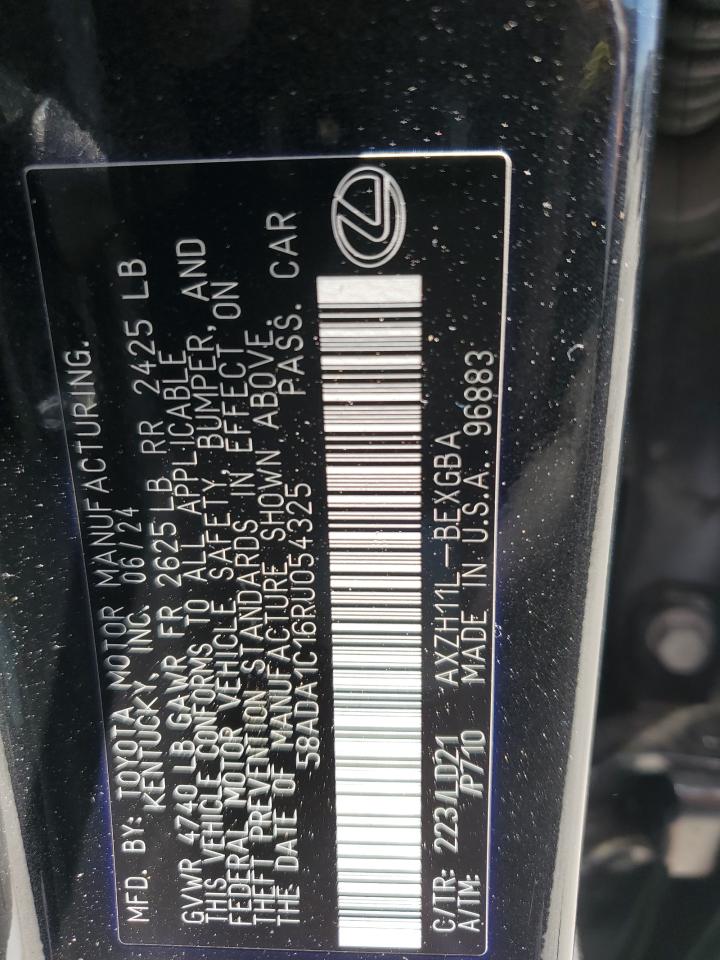 MFD. BY: TOYOTA MOTOR MANUFACTURING.
KENTUCKY, INC. 06/24
GVWR 4740 LB GAWR FR 2625 LB RR 2425 LB
THIS VEHICLE CONFORMS TO ALL APPLICABLE
FEDERAL MOTOR VEHICLE SAFETY, BUMPER, AND
THEFT PREVENTION STANDARDS IN EFFECT ON
THE DATE OF MANUFACTURE SHOWN ABOVE.
58ADA1C16RU054325 PASS. CAR
C/TR: 223/LD21 AXZH11L-BEXGBA
A/TM: /P710 MADE IN U.S.A. 96883